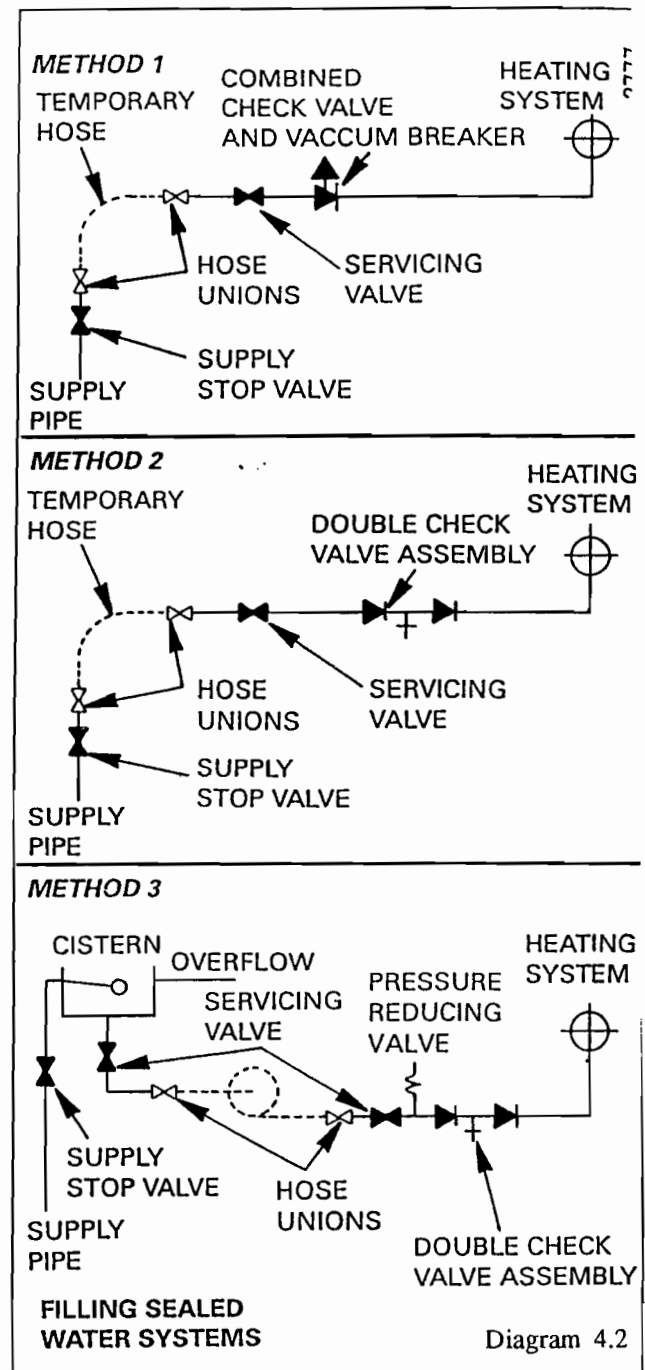 METHOD 1
TEMPORARY
HOSE
COMBINED
CHECK VALVE
AND VACCUM BREAKER
HEATING
SYSTEM
HOSE
UNIONS
SERVICING
VALVE
SUPPLY
STOP VALVE
SUPPLY
PIPE
METHOD 2
TEMPORARY
HOSE
DOUBLE CHECK
VALVE ASSEMBLY
HEATING
SYSTEM
HOSE
UNIONS
SERVICING
VALVE
SUPPLY
STOP VALVE
SUPPLY
PIPE
METHOD 3
CISTERN
OVERFLOW
SERVICING
VALVE
PRESSURE
REDUCING
VALVE
HEATING
SYSTEM
SUPPLY
STOP VALVE
HOSE
UNIONS
SUPPLY
PIPE
DOUBLE CHECK
VALVE ASSEMBLY
FILLING SEALED
WATER SYSTEMS
Diagram 4.2